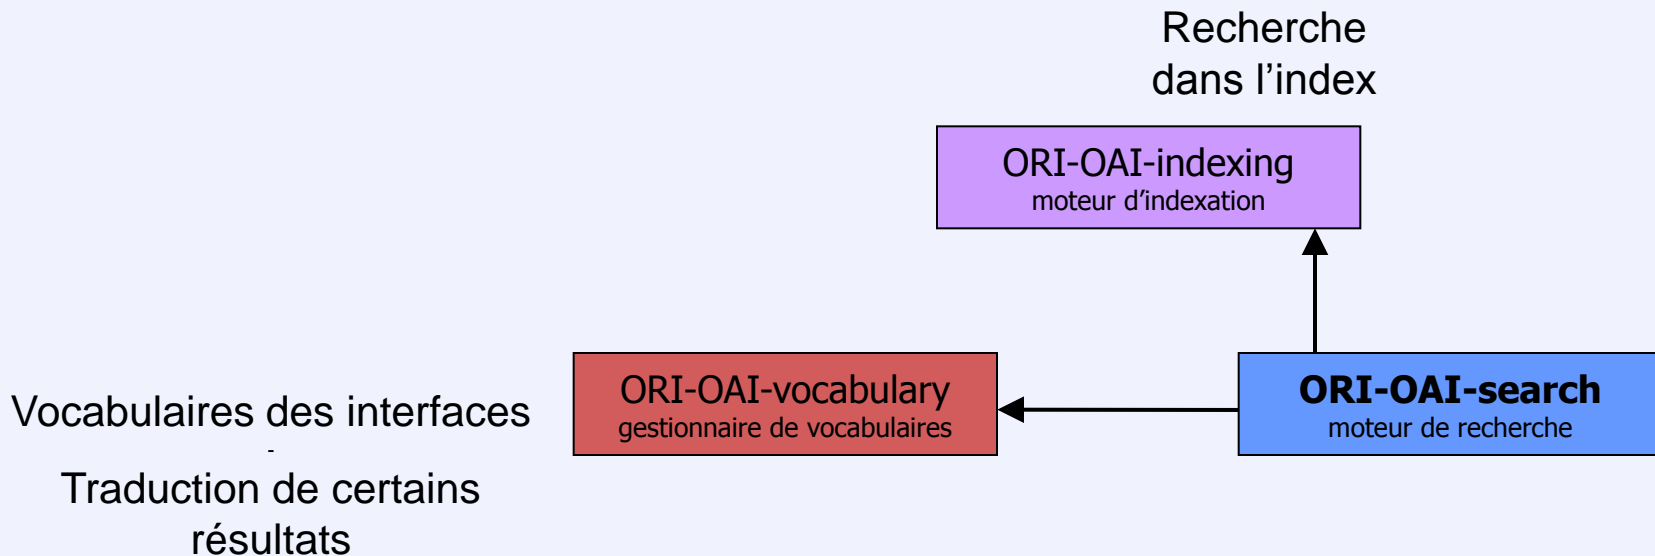 Recherche
dans l’index
ORI-OAI-indexing
moteur d’indexation
ORI-OAI-vocabulary
gestionnaire de vocabulaires
ORI-OAI-search
moteur de recherche
Vocabulaires des interfaces
-
Traduction de certains
résultats